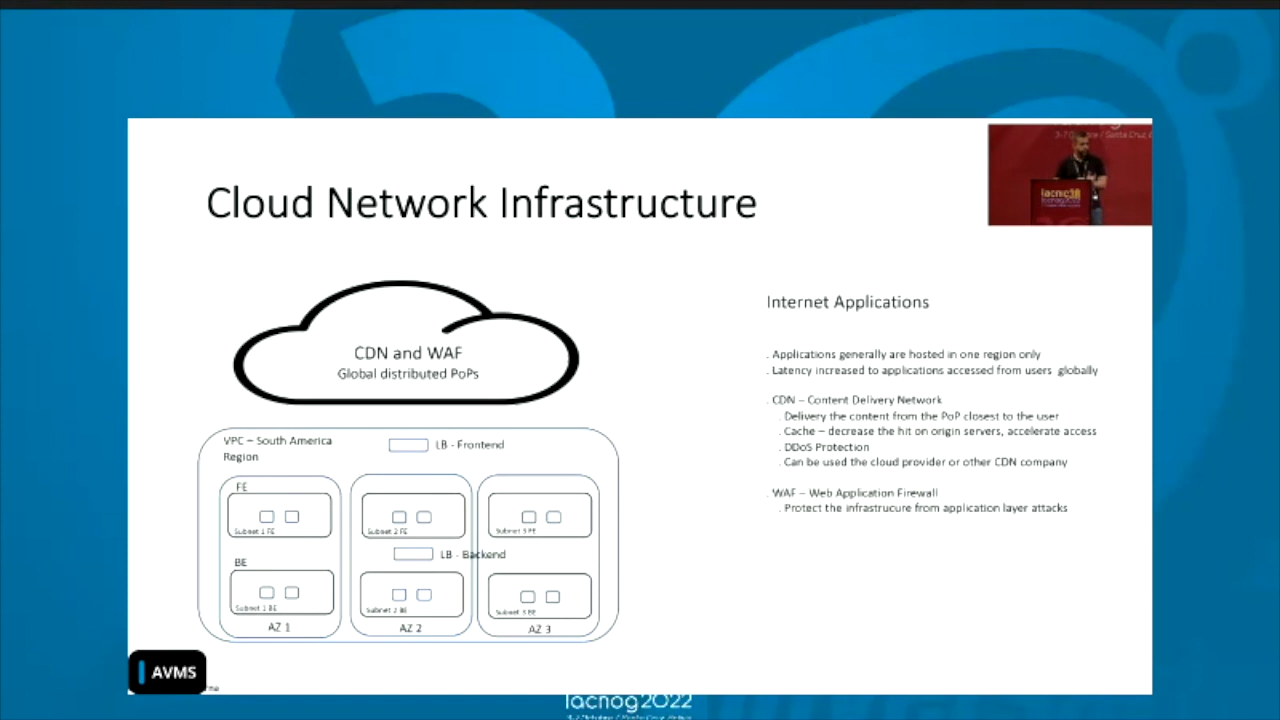 Cloud Network Infrastructure
lacnic38
lacnog2022
CDN and WAF
Global distributed PoPs
VPC – South America
Region
LB - Frontend
FE
Subnet 1 FE
Subnet 2 FE
Subnet 3 FE
LB - Backend
BE
Subnet 1 BE
Subnet 2 BE
Subnet 3 BE
AZ 1
AZ 2
AZ 3
Internet Applications
. Applications generally are hosted in one region only
. Latency increased to applications accessed from users globally
. CDN – Content Delivery Network
. Delivery the content from the PoP closest to the user
. Cache – decrease the hit on origin servers, accelerate access
. DDoS Protection
. Can be used the cloud provider or other CDN company
. WAF – Web Application Firewall
. Protect the infrastrucure from application layer attacks
AVMS
lacnog2022